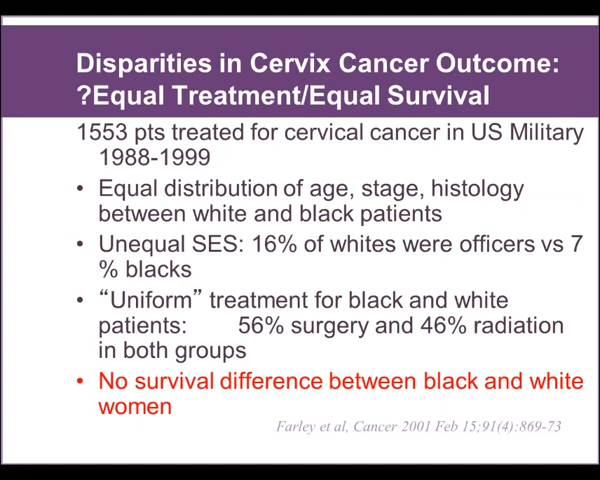 Disparities in Cervix Cancer Outcome:
?Equal Treatment/Equal Survival
1553 pts treated for cervical cancer in US Military
1988-1999
• Equal distribution of age, stage, histology
between white and black patients
• Unequal SES: 16% of whites were officers vs 7
% blacks
• “Uniform” treatment for black and white
patients: 56% surgery and 46% radiation
in both groups
• No survival difference between black and white
women
Farley et al, Cancer 2001 Feb 15;91(4):869-73